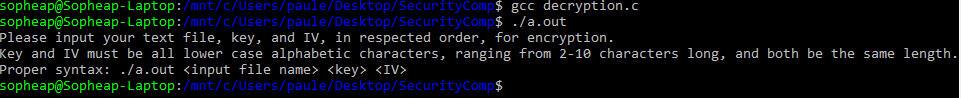 sopheap@Sopheap-Laptop:/mnt/c/Users/paule/Desktop/SecurityComp$ gcc decryption.c
sopheap@Sopheap-Laptop:/mnt/c/Users/paule/Desktop/SecurityComp$ ./a.out
Please input your text file, key, and IV, in respected order, for encryption.
Key and IV must be all lower case alphabetic characters, ranging from 2-10 characters long, and both be the same length.
Proper syntax: ./a.out <input file name> <key> <IV>
sopheap@Sopheap-Laptop:/mnt/c/Users/paule/Desktop/SecurityComp$